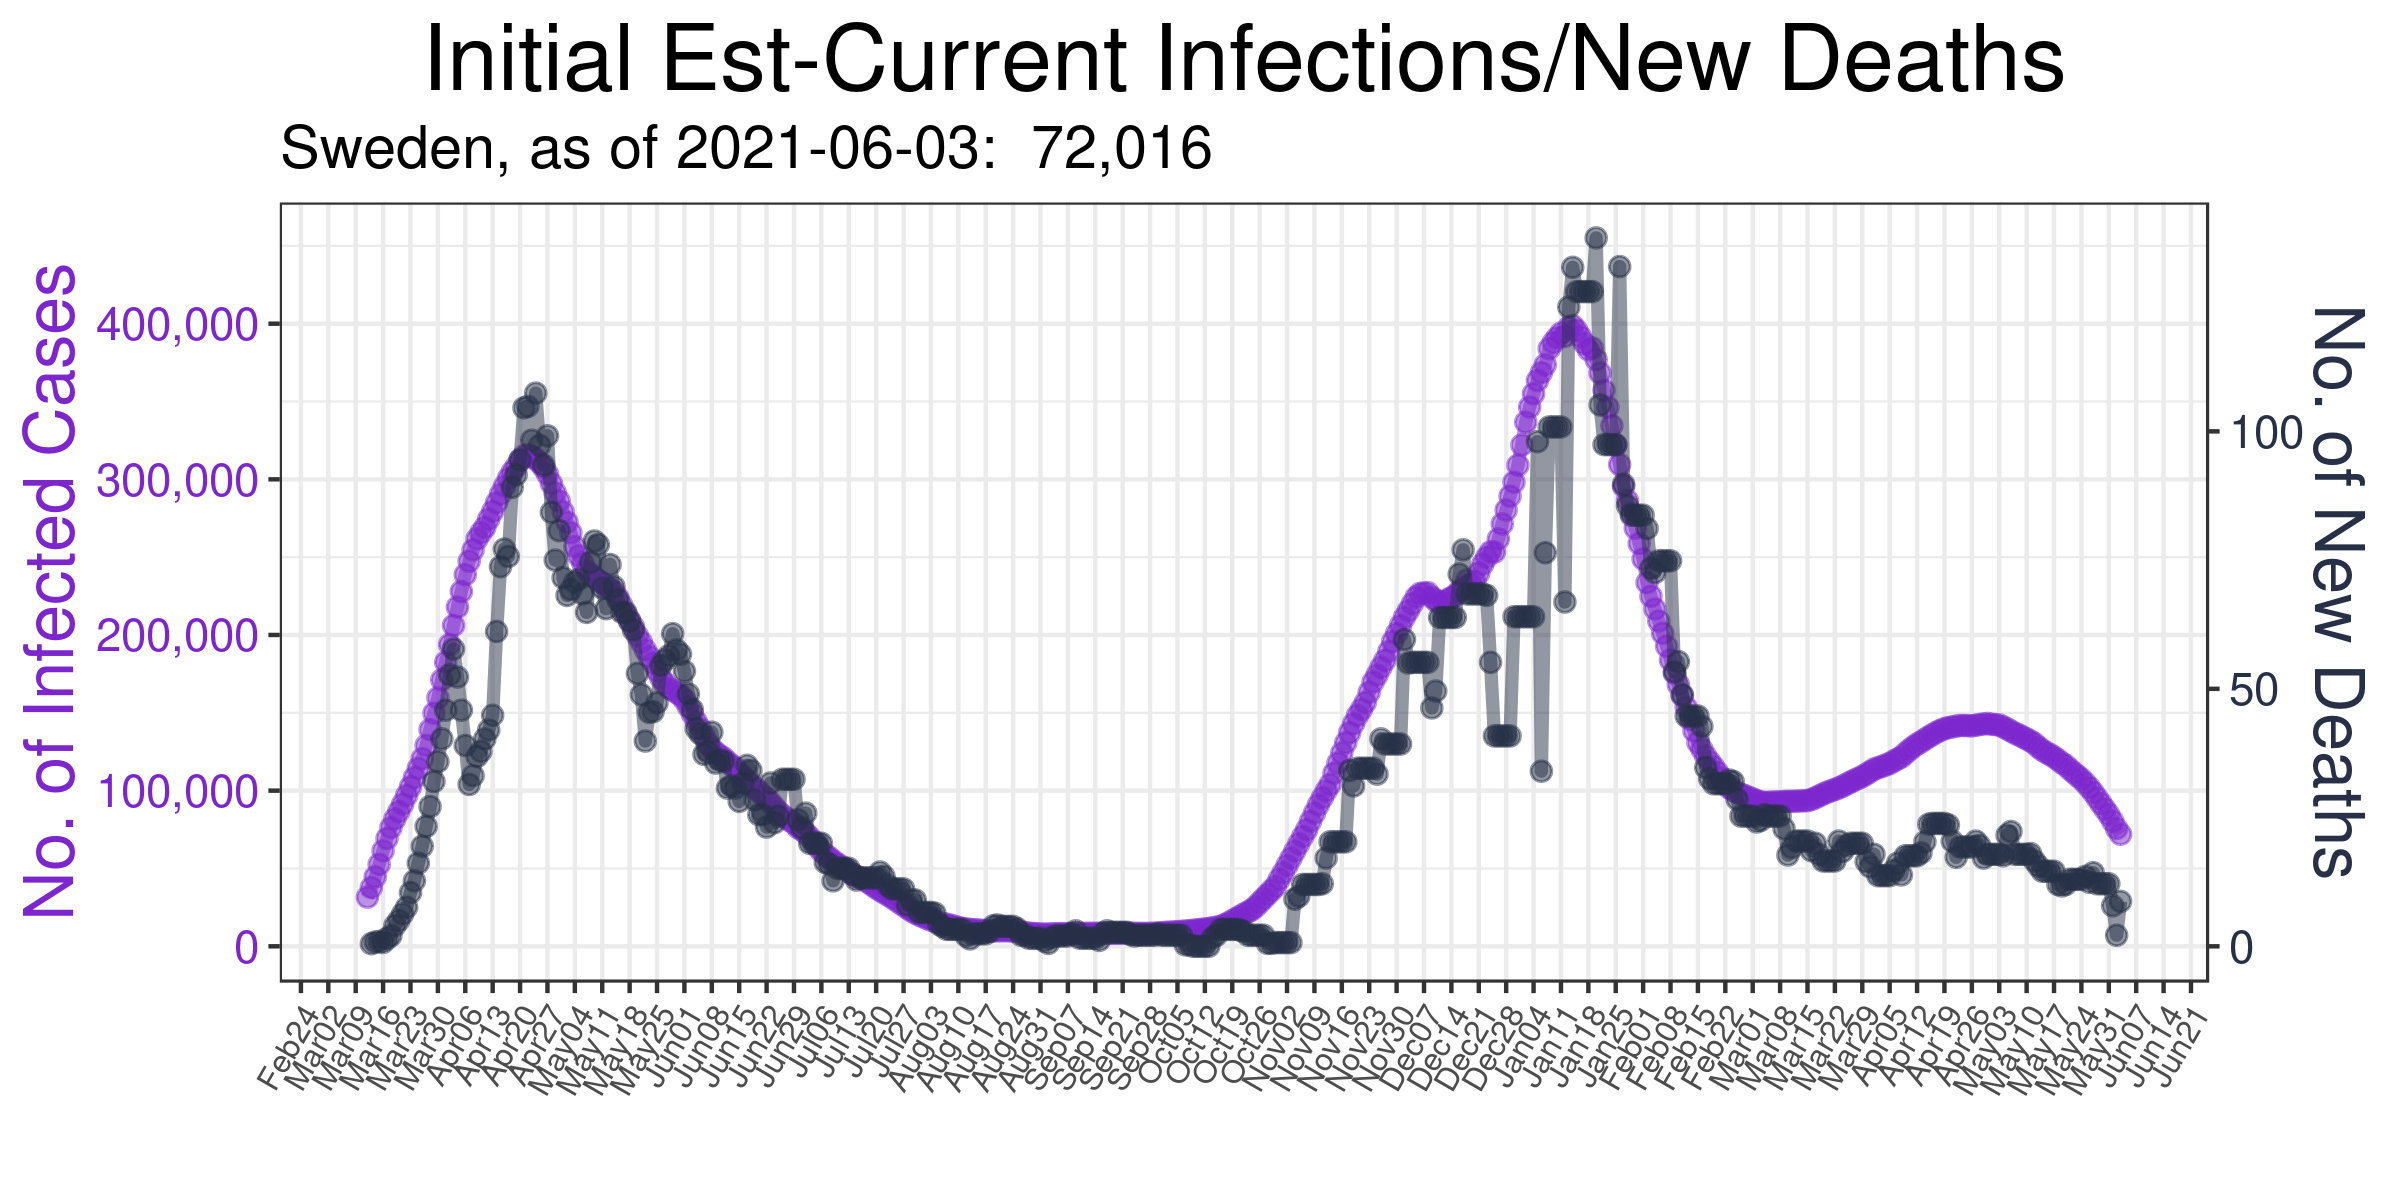 Initial Est-Current Infections/New Deaths
Sweden, as of 2021-06-03:  72,016
No. of Infected Cases
400,000
300,000
200,000
100,000
0
No. of New Deaths
100
50
0
Feb24
Mar02
Mar09
Mar16
Mar23
Mar30
Apr06
Apr13
Apr20
Apr27
May04
May11
May18
May25
Jun01
Jun08
Jun15
Jun22
Jun29
Jul06
Jul13
Jul20
Jul27
Aug03
Aug10
Aug17
Aug24
Aug31
Sep07
Sep14
Sep21
Sep28
Oct05
Oct12
Oct19
Oct26
Nov02
Nov09
Nov16
Nov23
Nov30
Dec07
Dec14
Dec21
Dec28
Jan04
Jan11
Jan18
Jan25
Feb01
Feb08
Feb15
Feb22
Mar01
Mar08
Mar15
Mar22
Mar29
Apr05
Apr12
Apr19
Apr26
May03
May10
May17
May24
May31
Jun07
Jun14
Jun21